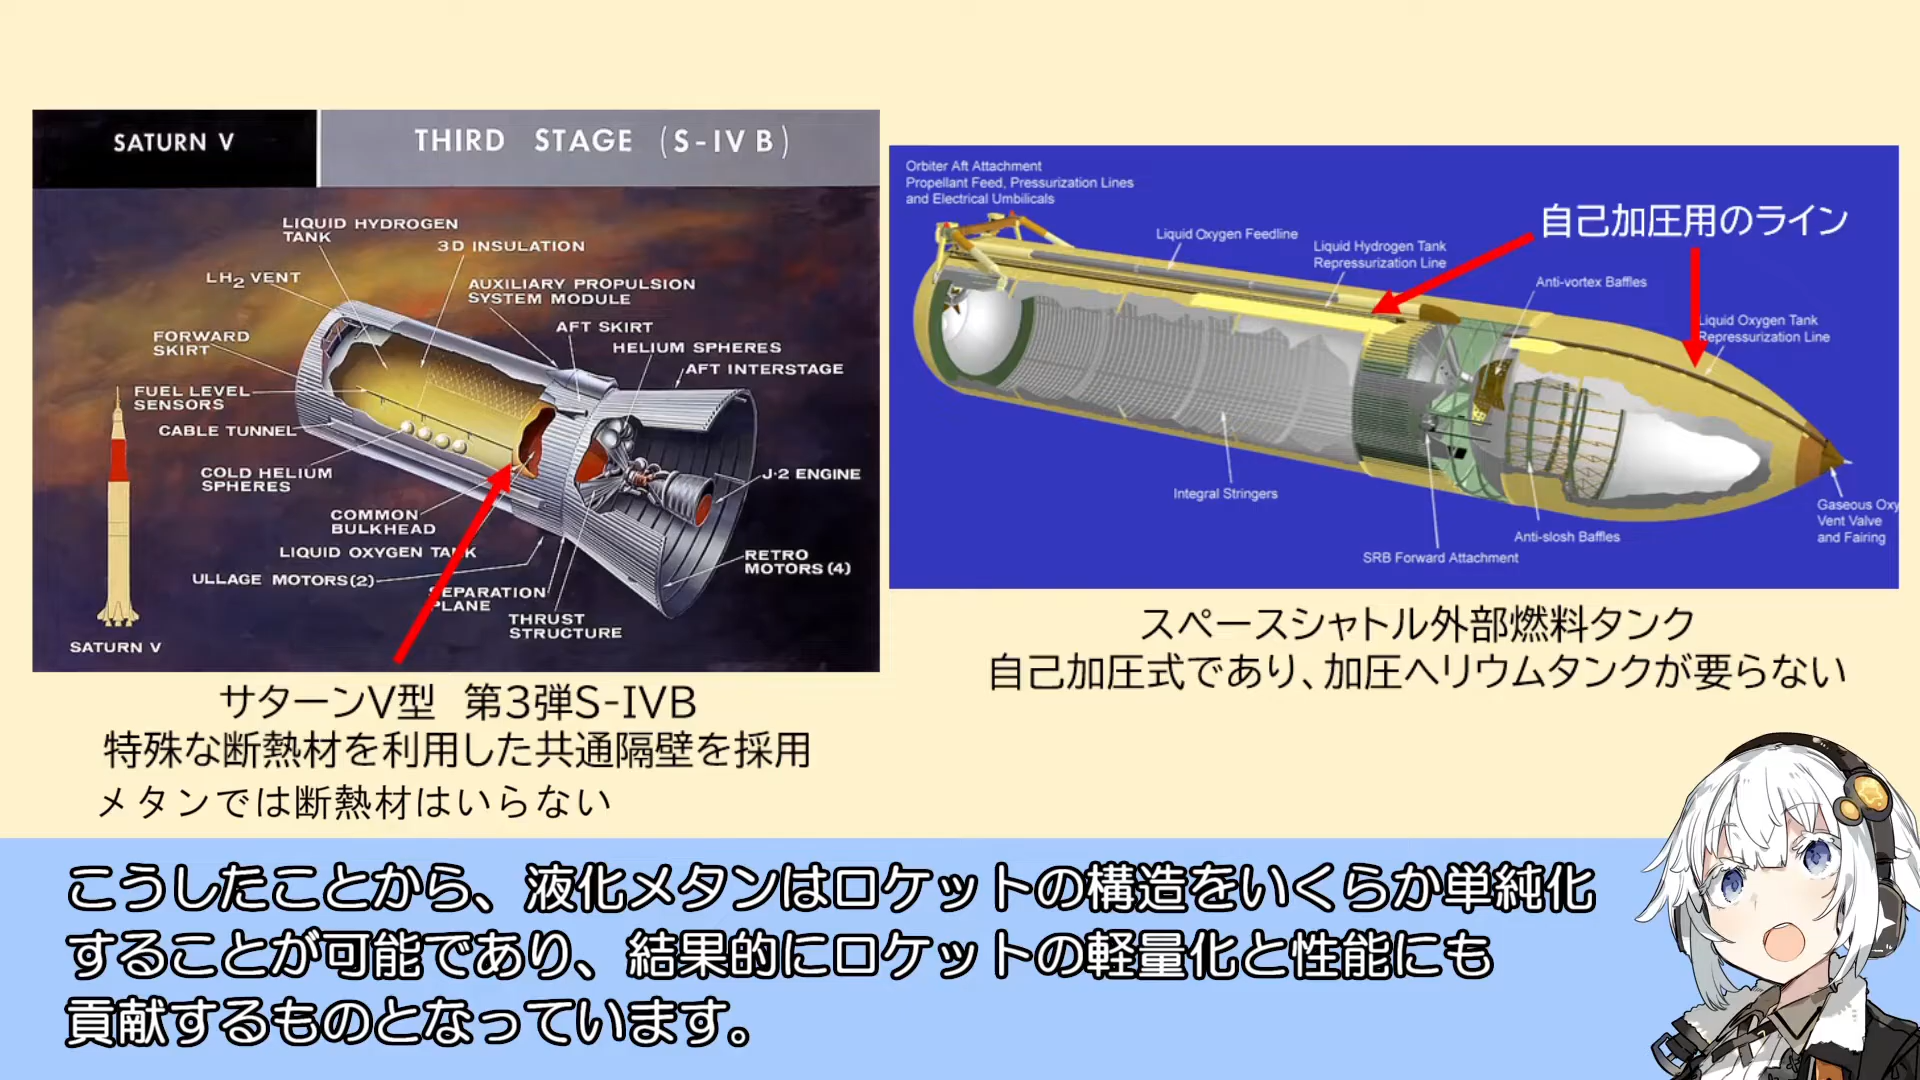 SATURN V
THIRD STAGE (S-IVB)
LIQUID HYDROGEN
TANK
3D INSULATION
LH2 VENT
AUXILIARY PROPULSION
SYSTEM MODULE
AFT SKIRT
FORWARD
SKIRT
HELIUM SPHERES
AFT INTERSTAGE
FUEL LEVEL
SENSORS
CABLE TUNNEL
COLD HELIUM
SPHERES
J-2 ENGINE
COMMON
BULKHEAD
LIQUID OXYGEN TANK
RETRO
MOTORS (4)
ULLAGE MOTORS(2)
SEPARATION
PLANE
THRUST
STRUCTURE
SATURN V
サターンV型 第3弾S-IVB
特殊な断熱材を利用した共通隔壁を採用
メタンでは断熱材はいらない
Orbiter Aft Attachment
Propellant Feed, Pressurization Lines
and Electrical Umbilicals
自己加圧用のライン
Liquid Oxygen Feedline
Liquid Hydrogen Tank
Repressurization Line
Anti-vortex Baffles
Liquid Oxygen Tank
Repressurization Line
Integral Stringers
Gaseous Oxy
Vent Valve
and Fairing
Anti-slosh Baffles
SRB Forward Attachment
スペースシャトル外部燃料タンク
自己加圧式であり、加圧ヘリウムタンクが要らない
こうしたことから、液化メタンはロケットの構造をいくらか単純化
することが可能であり、結果的にロケットの軽量化と性能にも
貢献するものとなっています。